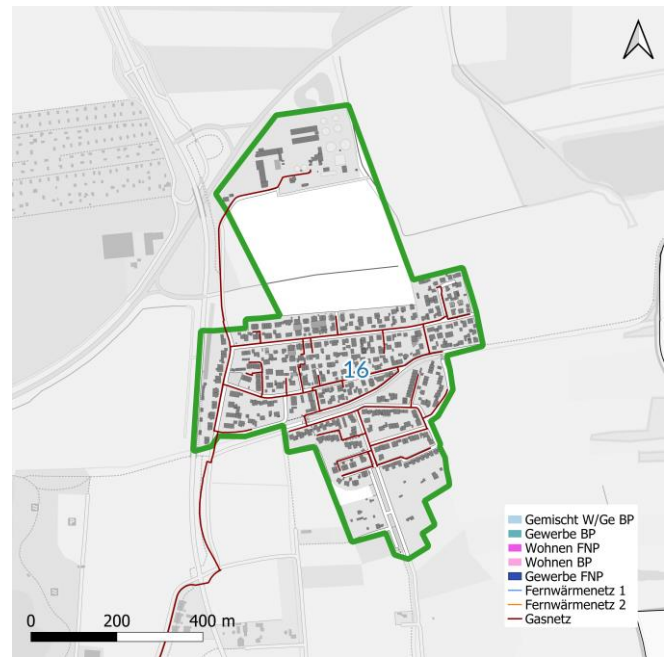 16
Gemischt W/Ge BP
Gewerbe BP
Wohnen FNP
Wohnen BP
Gewerbe FNP
Fernwärmenetz 1
Fernwärmenetz 2
Gasnetz
0 200 400 m